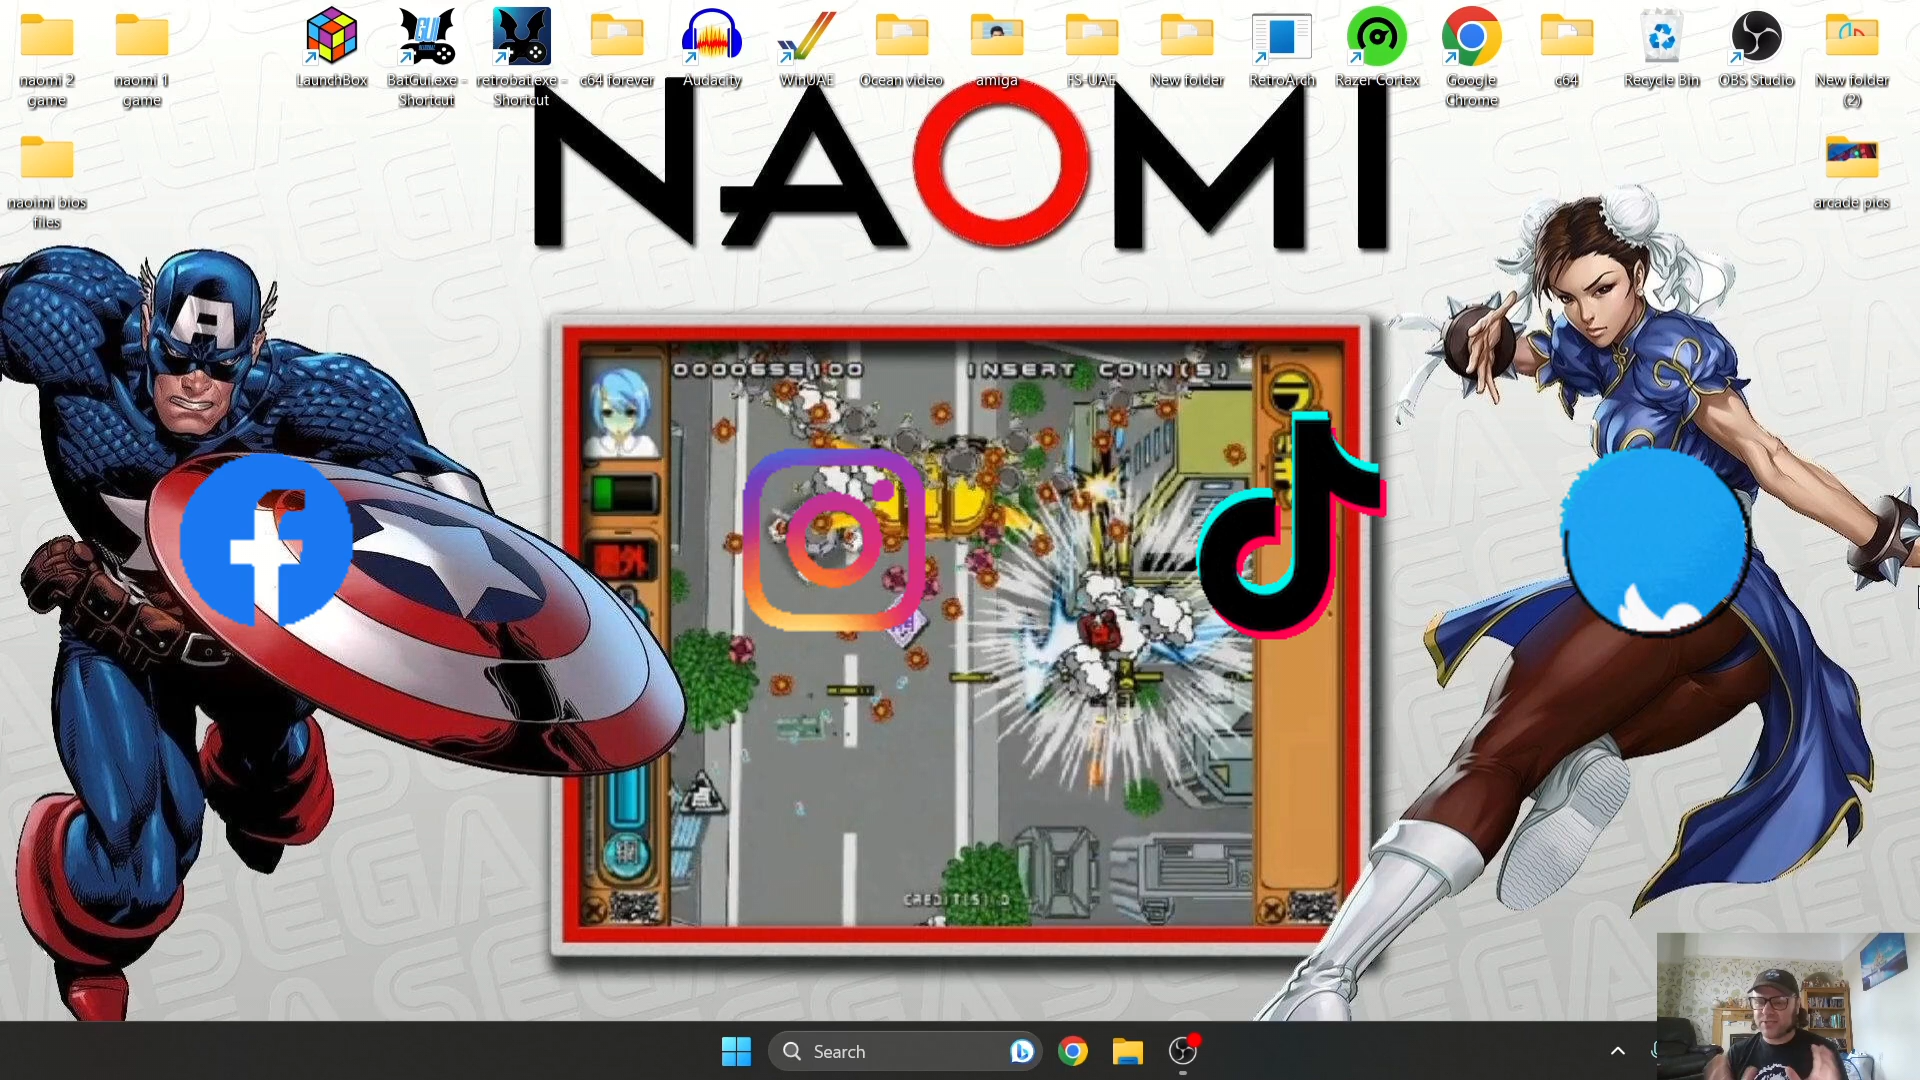 naomi 2 game
naomi 1 game
LaunchBox
BatGui.exe - Shortcut
retrobat.exe - Shortcut
c64 forever
Audacity
WinUAE
Ocean video
amiga
FS-UAE
New folder
RetroArch
Razer Cortex
Google Chrome
c64
Recycle Bin
OBS Studio
New folder (2)
naoimi bios files
arcade pics
NAOMI
0000655100
INSERT COIN(S)
CREDIT(S) 0
Search